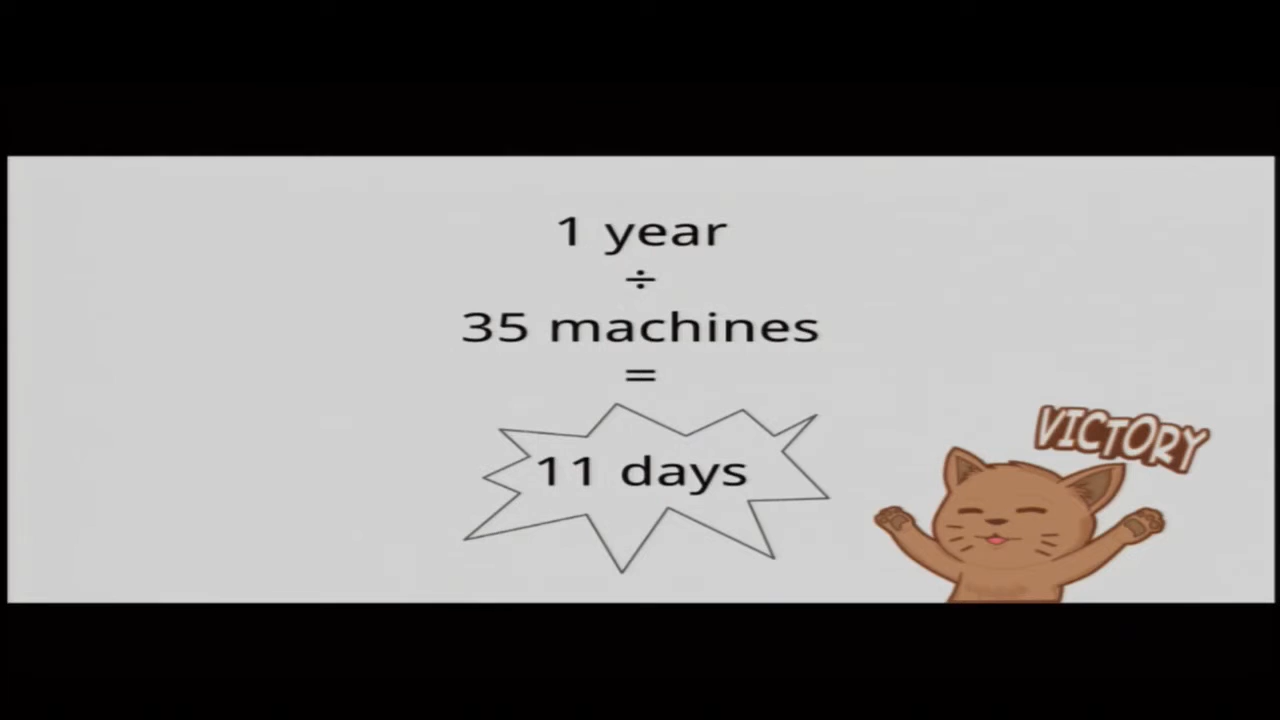 1 year
÷
35 machines
=
11 days
VICTORY